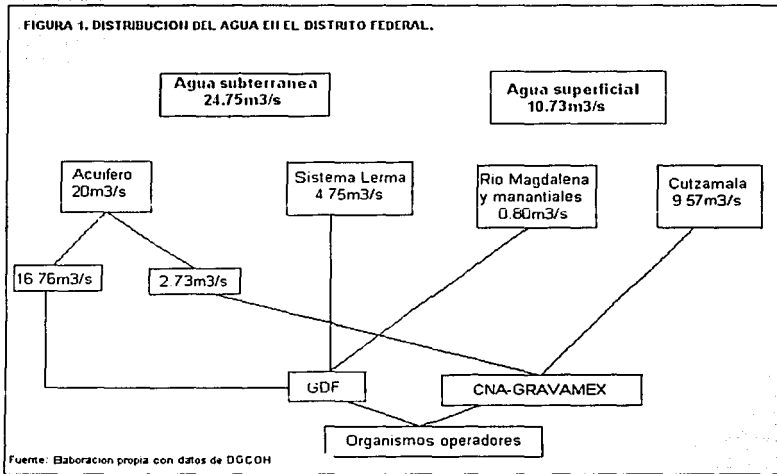 FIGURA 1. DISTRIBUCION DEL AGUA EN EL DISTRITO FEDERAL.
Agua subterranea
24.75m3/s
Agua superficial
10.73m3/s
Acuifero
20m3/s
Sistema Lerma
4 75m3/s
Rio Magdalena
y manantiales
0.80m3/s
Cutzamala
9 57m3/s
16 76m3/s
2.73m3/s
GDF
CNA-GRAVAMEX
Organismos operadores
Fuente: Elaboracion propia con datos de DGCOH